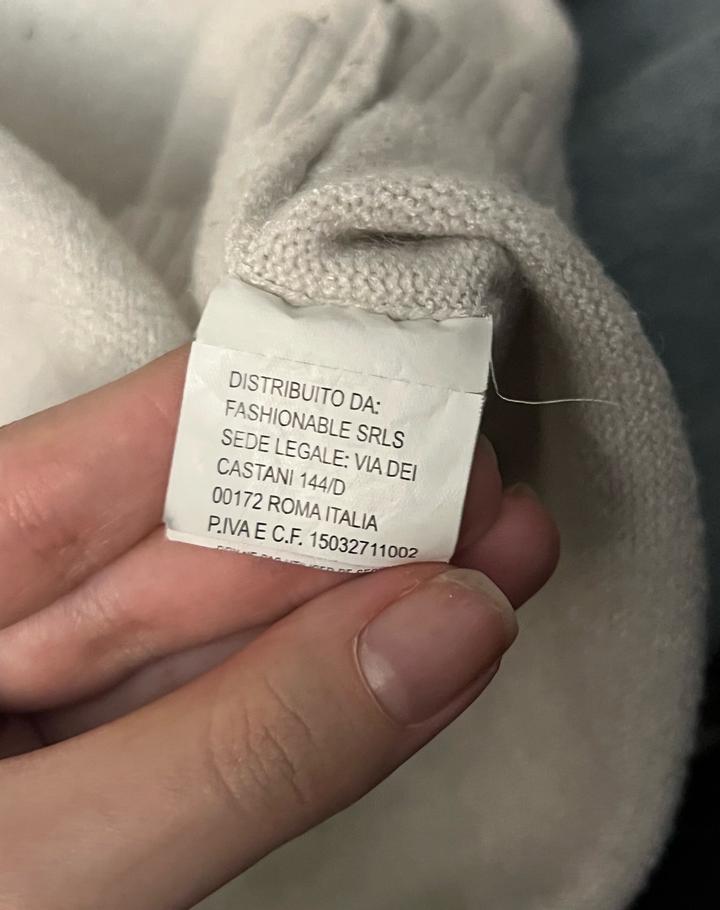 DISTRIBUITO DA:
FASHIONABLE SRLS
SEDE LEGALE: VIA DEI
CASTANI 144/D
00172 ROMA ITALIA
P.IVA E C.F. 15032711002